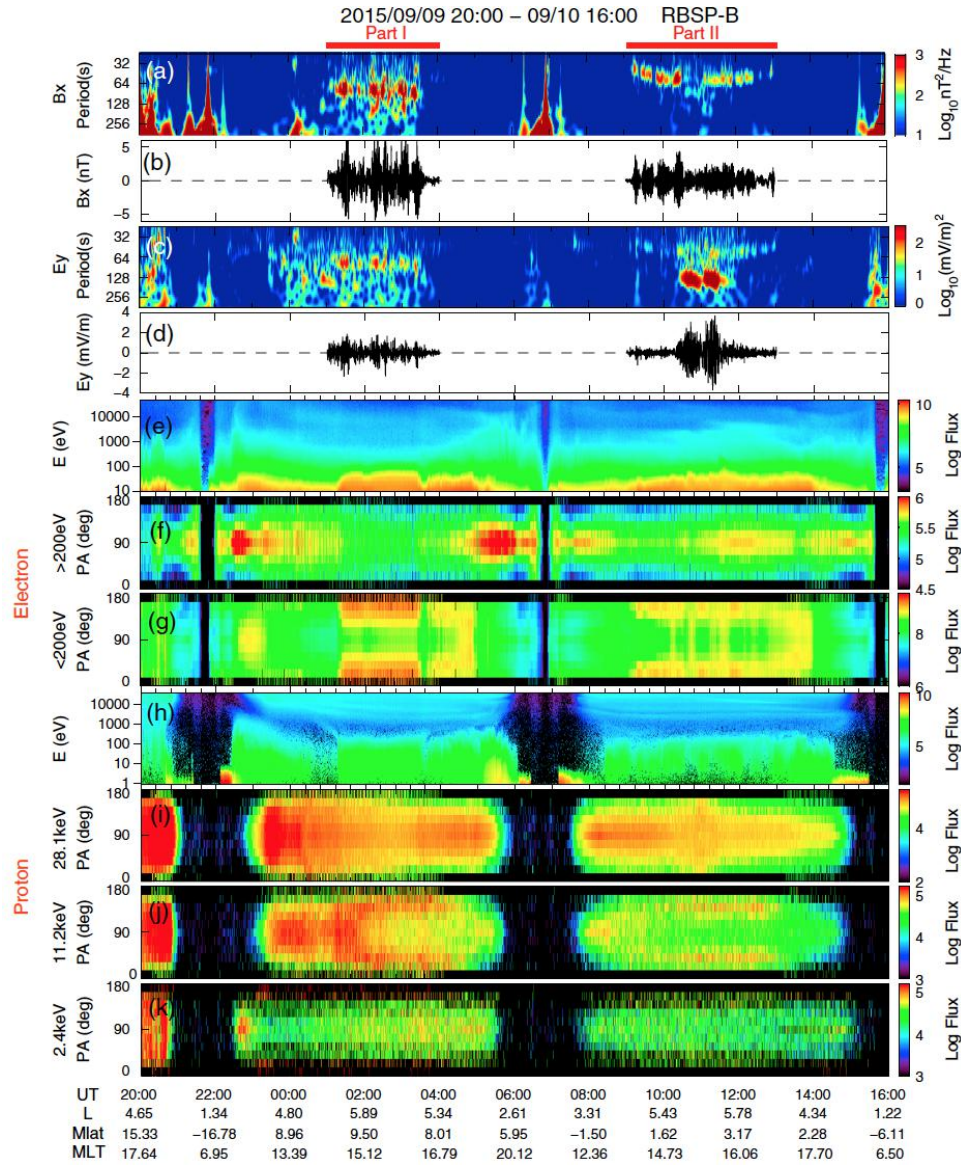 2015/09/09 20:00 − 09/10 16:00 RBSP-B
Part I Part II
(a)
Bx
Period(s)
32
64
128
256
3
2
1
Log10 nT2/Hz
(b)
Bx (nT)
5
0
−5
(c)
Ey
Period(s)
32
64
128
256
2
1
0
Log10(mV/m)2
(d)
Ey (mV/m)
4
2
0
−2
−4
Electron
(e)
E (eV)
10000
1000
100
10
10
5
Log Flux
(f)
>200eV
PA (deg)
180
90
0
6
5.5
5
4.5
Log Flux
(g)
<200eV
PA (deg)
180
90
0
8
6
Log Flux
Proton
(h)
E (eV)
10000
1000
100
10
1
10
5
Log Flux
(i)
28.1keV
PA (deg)
180
90
0
4
2
Log Flux
(j)
11.2keV
PA (deg)
180
90
0
5
4
3
Log Flux
(k)
2.4keV
PA (deg)
180
90
0
5
4
3
Log Flux
UT 20:00 22:00 00:00 02:00 04:00 06:00 08:00 10:00 12:00 14:00 16:00
L 4.65 1.34 4.80 5.89 5.34 2.61 3.31 5.43 5.78 4.34 1.22
Mlat 15.33 −16.78 8.96 9.50 8.01 5.95 −1.50 1.62 3.17 2.28 −6.11
MLT 17.64 6.95 13.39 15.12 16.79 20.12 12.36 14.73 16.06 17.70 6.50